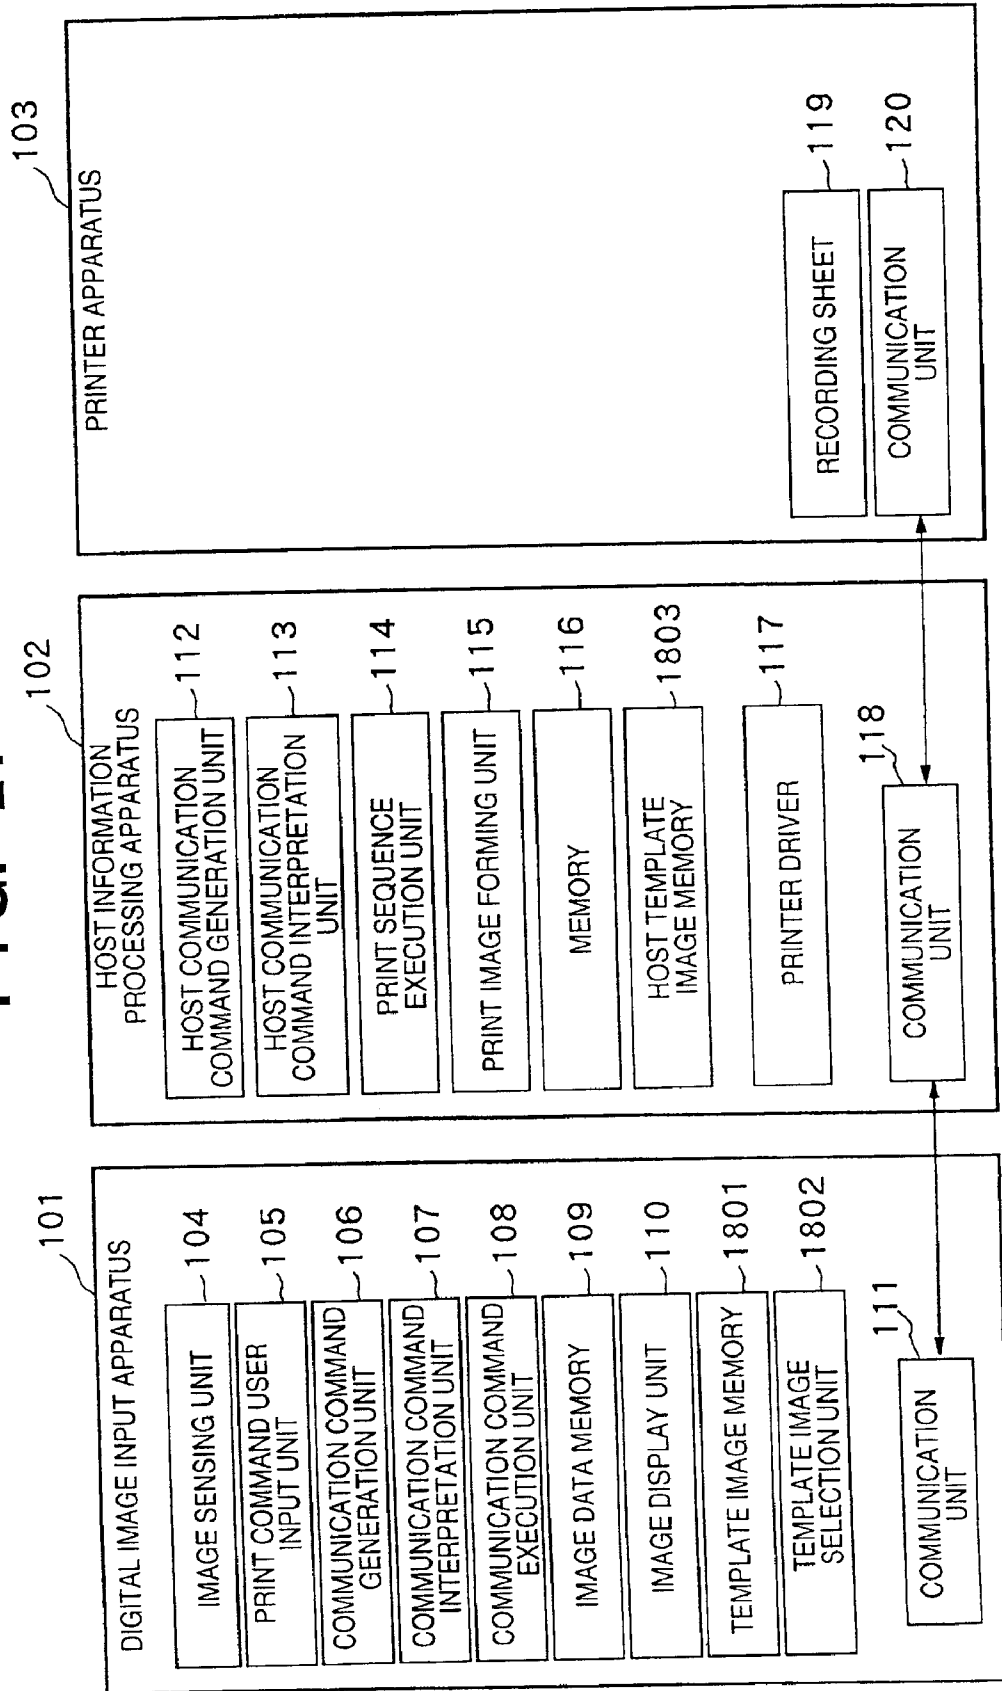 101
DIGITAL IMAGE INPUT APPARATUS
IMAGE SENSING UNIT
104
PRINT COMMAND USER
INPUT UNIT
105
COMMUNICATION COMMAND
GENERATION UNIT
106
COMMUNICATION COMMAND
INTERPRETATION UNIT
107
COMMUNICATION COMMAND
EXECUTION UNIT
108
IMAGE DATA MEMORY
109
IMAGE DISPLAY UNIT
110
TEMPLATE IMAGE MEMORY
1801
TEMPLATE IMAGE
SELECTION UNIT
1802
111
COMMUNICATION
UNIT
102
HOST INFORMATION
PROCESSING APPARATUS
HOST COMMUNICATION
COMMAND GENERATION UNIT
112
HOST COMMUNICATION
COMMAND INTERPRETATION
UNIT
113
PRINT SEQUENCE
EXECUTION UNIT
114
PRINT IMAGE FORMING UNIT
115
MEMORY
116
HOST TEMPLATE
IMAGE MEMORY
1803
PRINTER DRIVER
117
118
COMMUNICATION
UNIT
103
PRINTER APPARATUS
RECORDING SHEET
119
COMMUNICATION
UNIT
120